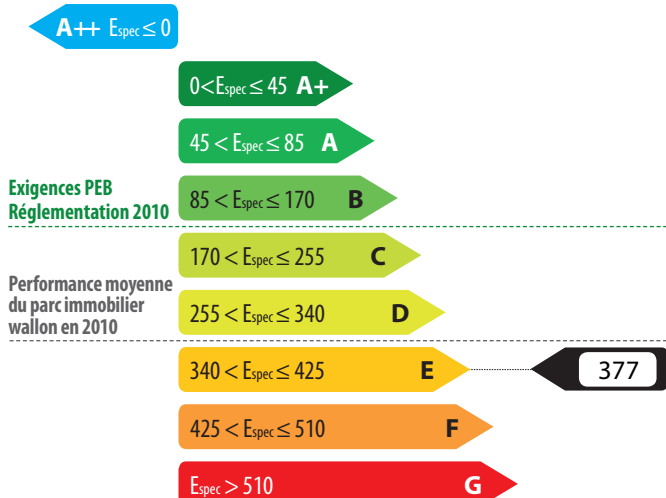 A++ Espec ≤ 0
0 < Espec ≤ 45 A+
45 < Espec ≤ 85 A
Exigences PEB
Réglementation 2010
85 < Espec ≤ 170 B
170 < Espec ≤ 255 C
Performance moyenne
du parc immobilier
wallon en 2010
255 < Espec ≤ 340 D
340 < Espec ≤ 425 E
377
425 < Espec ≤ 510 F
Espec > 510 G